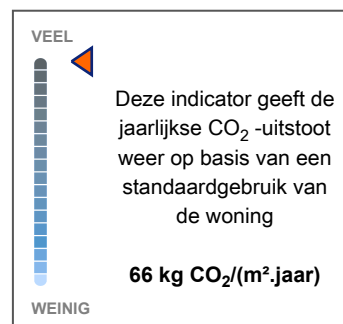 VEEL
Deze indicator geeft de
jaarlijkse CO₂ -uitstoot
weer op basis van een
standaardgebruik van
de woning
66 kg CO₂/(m².jaar)
WEINIG